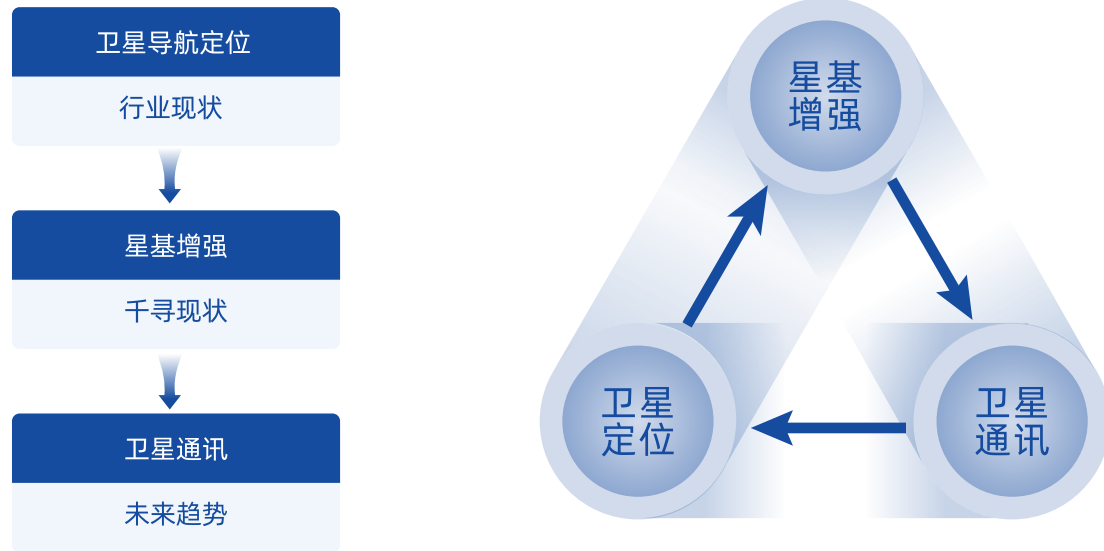 卫星导航定位
行业现状
星基增强
千寻现状
卫星通讯
未来趋势
星基
增强
卫星
定位
卫星
通讯